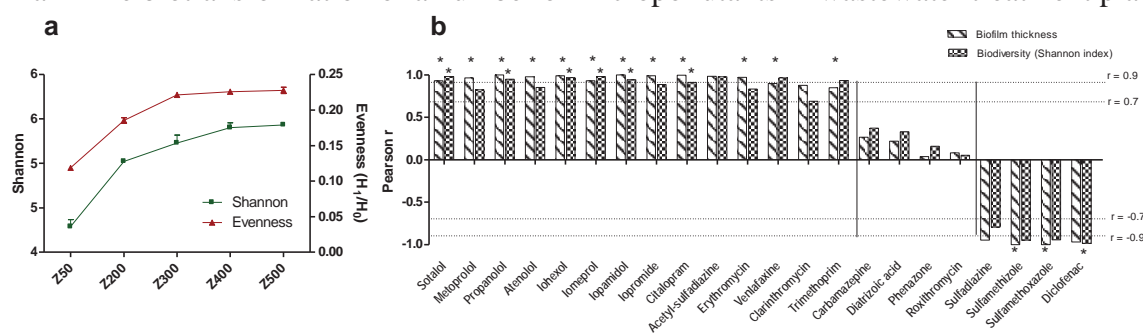 a
Shannon
6
6
5
5
4
Evenness (H1/H0)
0.25
0.20
0.15
0.10
0.05
0.00
Shannon
Evenness
Z50
Z200
Z300
Z400
Z500
b
Biofilm thickness
Biodiversity (Shannon index)
* * * * * * * * * * * *
* * * * * *
Pearson r
1.0
0.5
0.0
-0.5
-1.0
r = 0.9
r = 0.7
r = -0.7
r = -0.9
* * *
Sotalol
Metoprolol
Propanolol
Atenolol
Iohexol
Iomeprol
Iopamidol
Iopromide
Citalopram
Acetyl-sulfadiazine
Erythromycin
Venlafaxine
Clarinthromycin
Trimethoprim
Carbamazepine
Diatrizoic acid
Phenazone
Roxithromycin
Sulfadiazine
Sulfamethizole
Sulfamethoxazole
Diclofenac